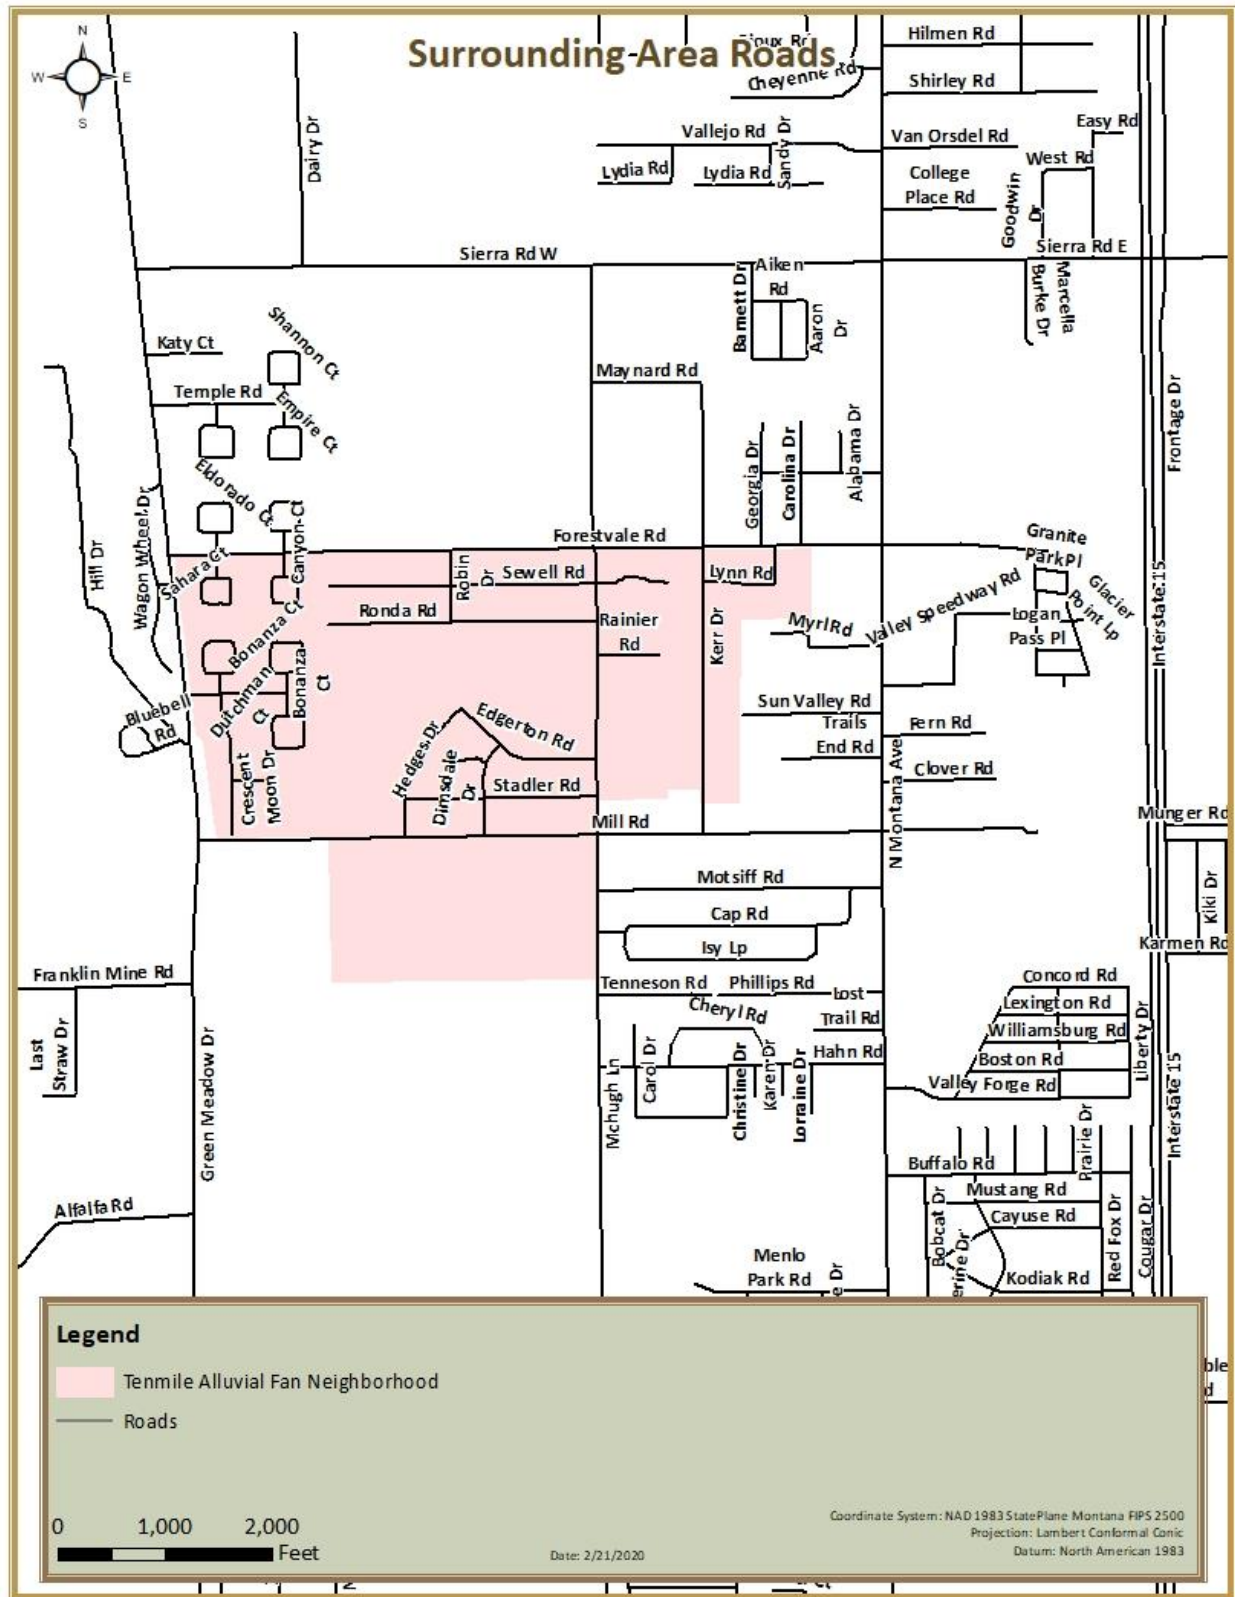 Surrounding Area Roads
N
W
E
S
Sioux Rd
Cheyenne Rd
Hilmen Rd
Shirley Rd
Dairy Dr
Vallejo Rd
Sandy Dr
Lydia Rd
Lydia Rd
Van Orsdel Rd
Easy Rd
West Rd
College
Place Rd
Goodwin
Dr
Sierra Rd W
Sierra Rd E
Barnett Dr
Aiken
Rd
Aaron
Dr
Burke Dr
Marcella
Katy Ct
Shannon Ct
Temple Rd
Empire Ct
Maynard Rd
Frontage Dr
Georgia Dr
Carolina Dr
Alabama Dr
Eldorado Ct
Hill Dr
Wagon Wheel Dr
Sahara Ct
Canyon Ct
Forestvale Rd
Robin
Dr
Sewell Rd
Lynn Rd
Ronda Rd
Rainier
Rd
Kerr Dr
Granite
Park Pl
Glacier
Point Lp
Logan
Pass Pl
Valley Speedway Rd
Myrl Rd
Interstate 15
Bonanza Ct
Bonanza
Ct
Dutchman
Ct
Bluebell
Rd
Crescent
Moon Dr
Hedges Dr
Edgerton Rd
Dimsdale
Dr
Stadler Rd
Sun Valley Rd
Trails
End Rd
Fern Rd
Clover Rd
N Montana Ave
Mill Rd
Munger Rd
Motsiff Rd
Cap Rd
Isy Lp
Kiki Dr
Karmen Rd
Franklin Mine Rd
Last
Straw Dr
Green Meadow Dr
Tenneson Rd
Phillips Rd
Lost
Trail Rd
Cheryl Rd
Hahn Rd
Mchugh Ln
Carol Dr
Christine Dr
Karen Dr
Lorraine Dr
Concord Rd
Lexington Rd
Williamsburg Rd
Boston Rd
Valley Forge Rd
Liberty Dr
Interstate 15
Prairie Dr
Buffalo Rd
Mustang Rd
Cayuse Rd
Kodiak Rd
Bobcat Dr
erine Dr
Red Fox Dr
Cougar Dr
Alfalfa Rd
Menlo
Park Rd
e Dr
ble
d
Legend
Tenmile Alluvial Fan Neighborhood
Roads
0 1,000 2,000
Feet
Date: 2/21/2020
Coordinate System: NAD 1983 StatePlane Montana FIPS 2500
Projection: Lambert Conformal Conic
Datum: North American 1983